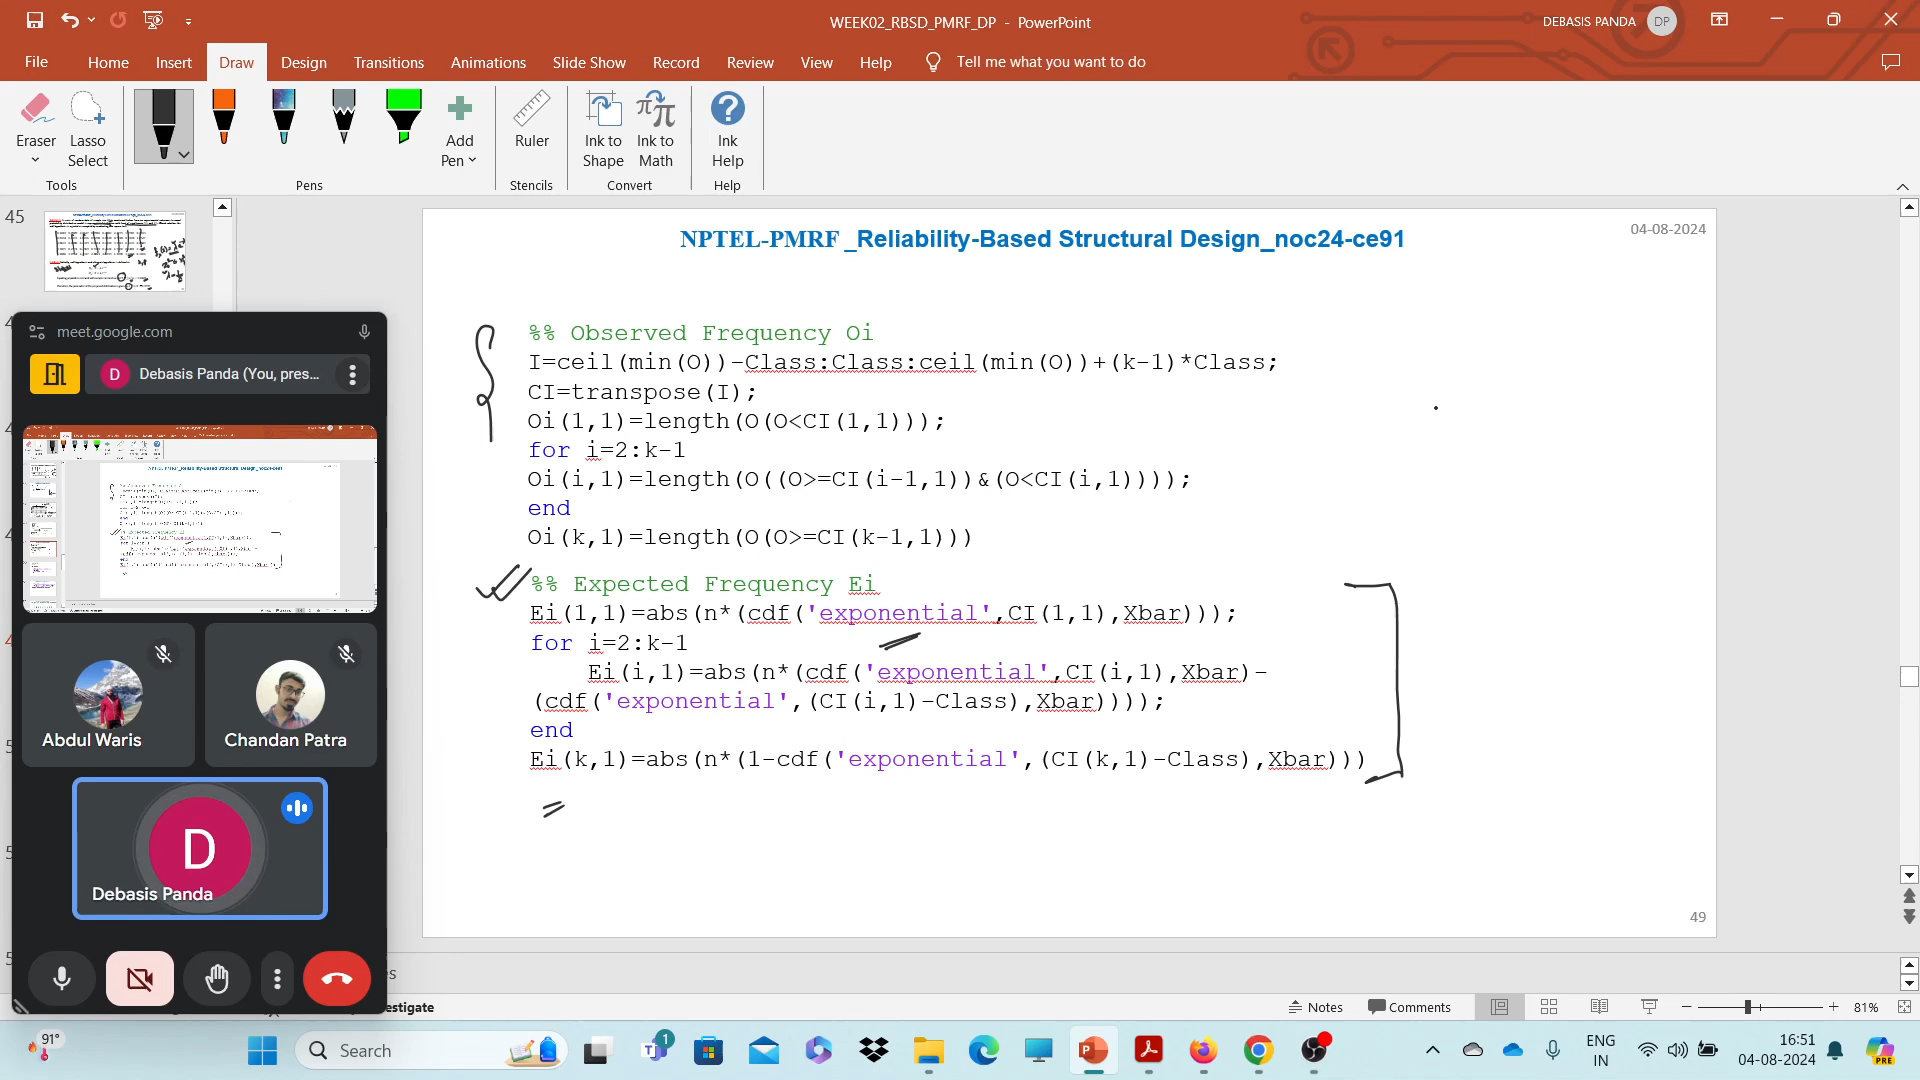 WEEK02_RBSD_PMRF_DP - PowerPoint
DEBASIS PANDA DP
File Home Insert Draw Design Transitions Animations Slide Show Record Review View Help Tell me what you want to do
Eraser Lasso Select
Add Pen
Ruler
Ink to Shape Ink to Math
Ink Help
Tools Pens Stencils Convert Help
45
NPTEL-PMRF _Reliability-Based Structural Design_noc24-ce91
04-08-2024
meet.google.com
D Debasis Panda (You, pres...
%% Observed Frequency Oi
I=ceil(min(O))-Class:Class:ceil(min(O))+(k-1)*Class;
CI=transpose(I);
Oi(1,1)=length(O(O<CI(1,1)));
for i=2:k-1
Oi(i,1)=length(O((O>=CI(i-1,1))&(O<CI(i,1))));
end
Oi(k,1)=length(O(O>=CI(k-1,1)))
%% Expected Frequency Ei
Ei(1,1)=abs(n*(cdf('exponential',CI(1,1),Xbar)));
for i=2:k-1
Ei(i,1)=abs(n*(cdf('exponential',CI(i,1),Xbar)-
(cdf('exponential',(CI(i,1)-Class),Xbar))));
end
Ei(k,1)=abs(n*(1-cdf('exponential',(CI(k,1)-Class),Xbar)))
49
Abdul Waris
Chandan Patra
D
Debasis Panda
es
estigate
Notes Comments 81%
91°
Search
1
ENG
IN
16:51
04-08-2024
PRE